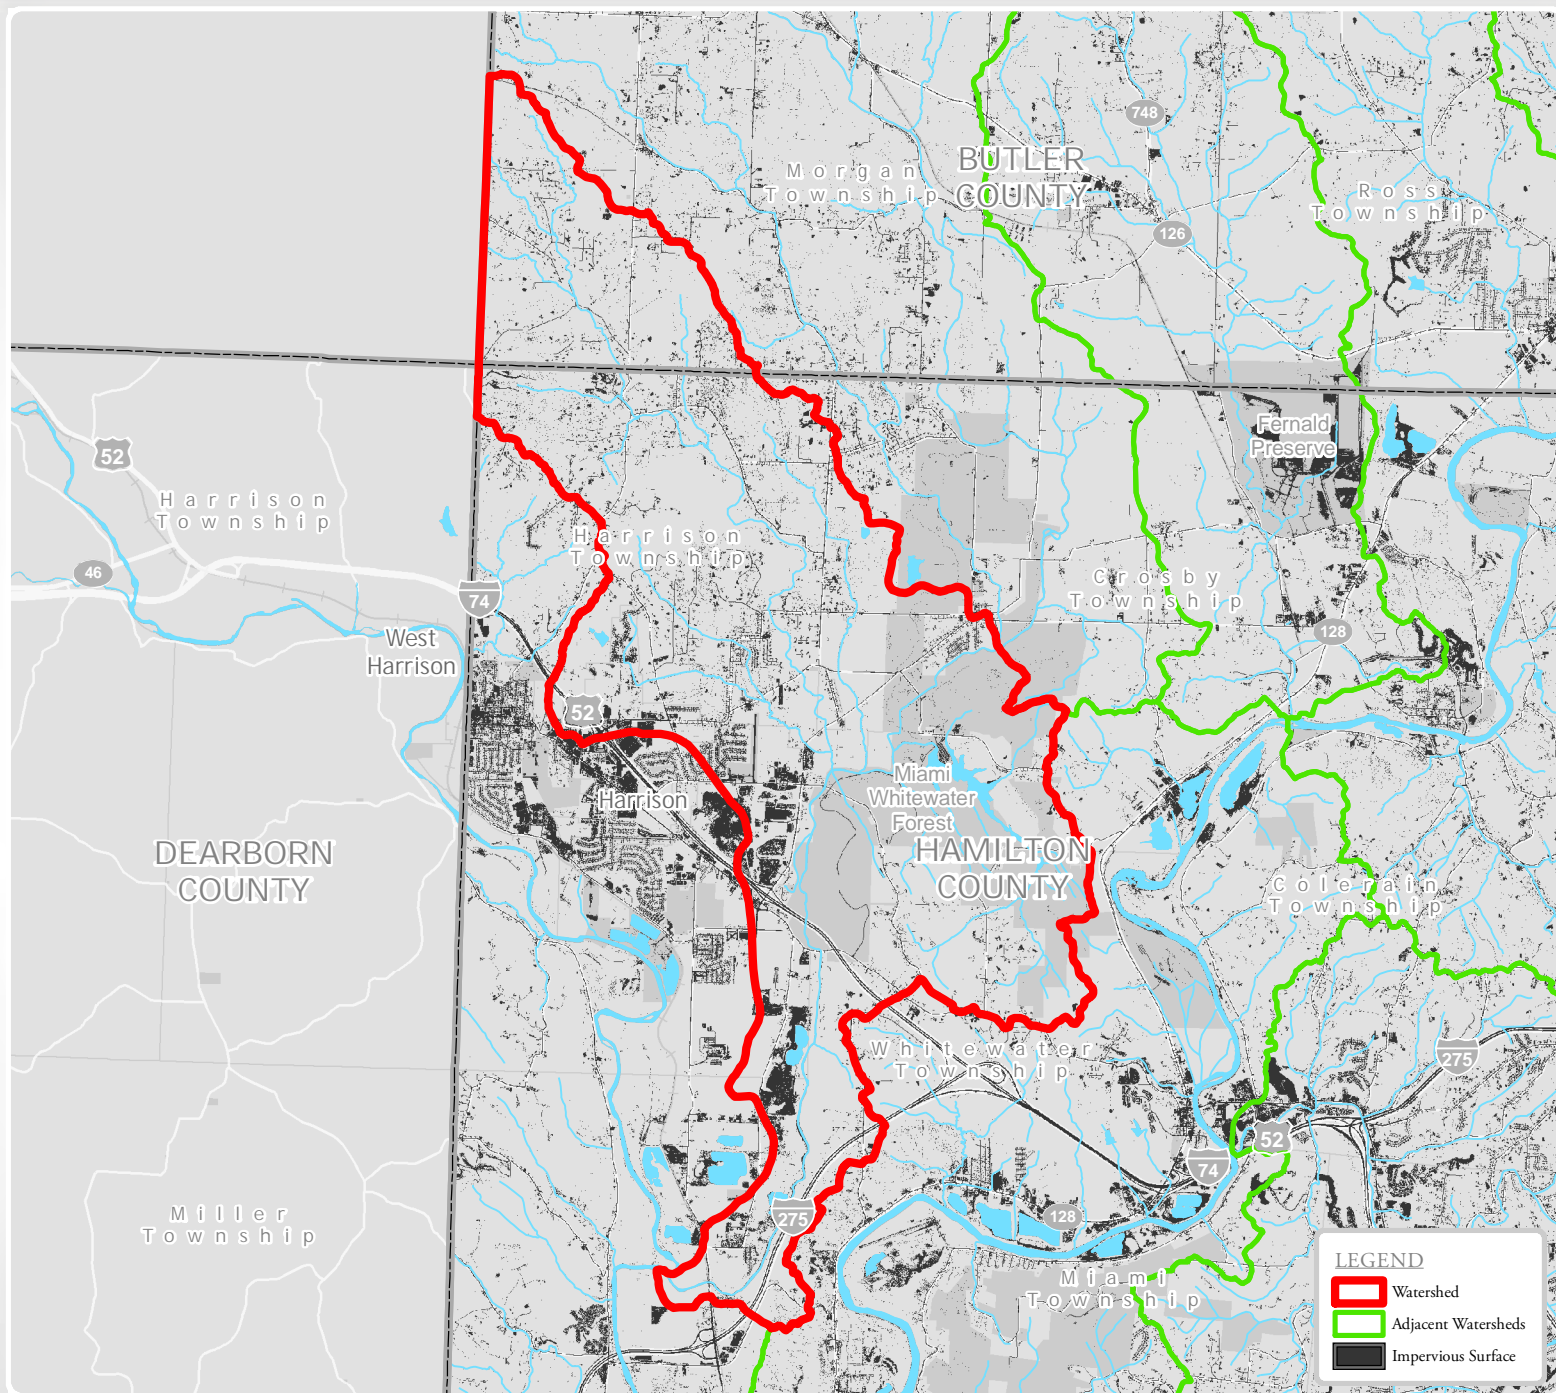 748
BUTLER
COUNTY
Morgan
Township
Ross
Township
126
Fernald
Preserve
52
Harrison
Township
Harrison
Township
46
74
Crosby
Township
128
West
Harrison
52
Miami
Whitewater
Forest
Harrison
HAMILTON
COUNTY
DEARBORN
COUNTY
Colerain
Township
Whitewater
Township
275
52
74
Miller
Township
275
128
Miami
Township
LEGEND
Watershed
Adjacent Watersheds
Impervious Surface